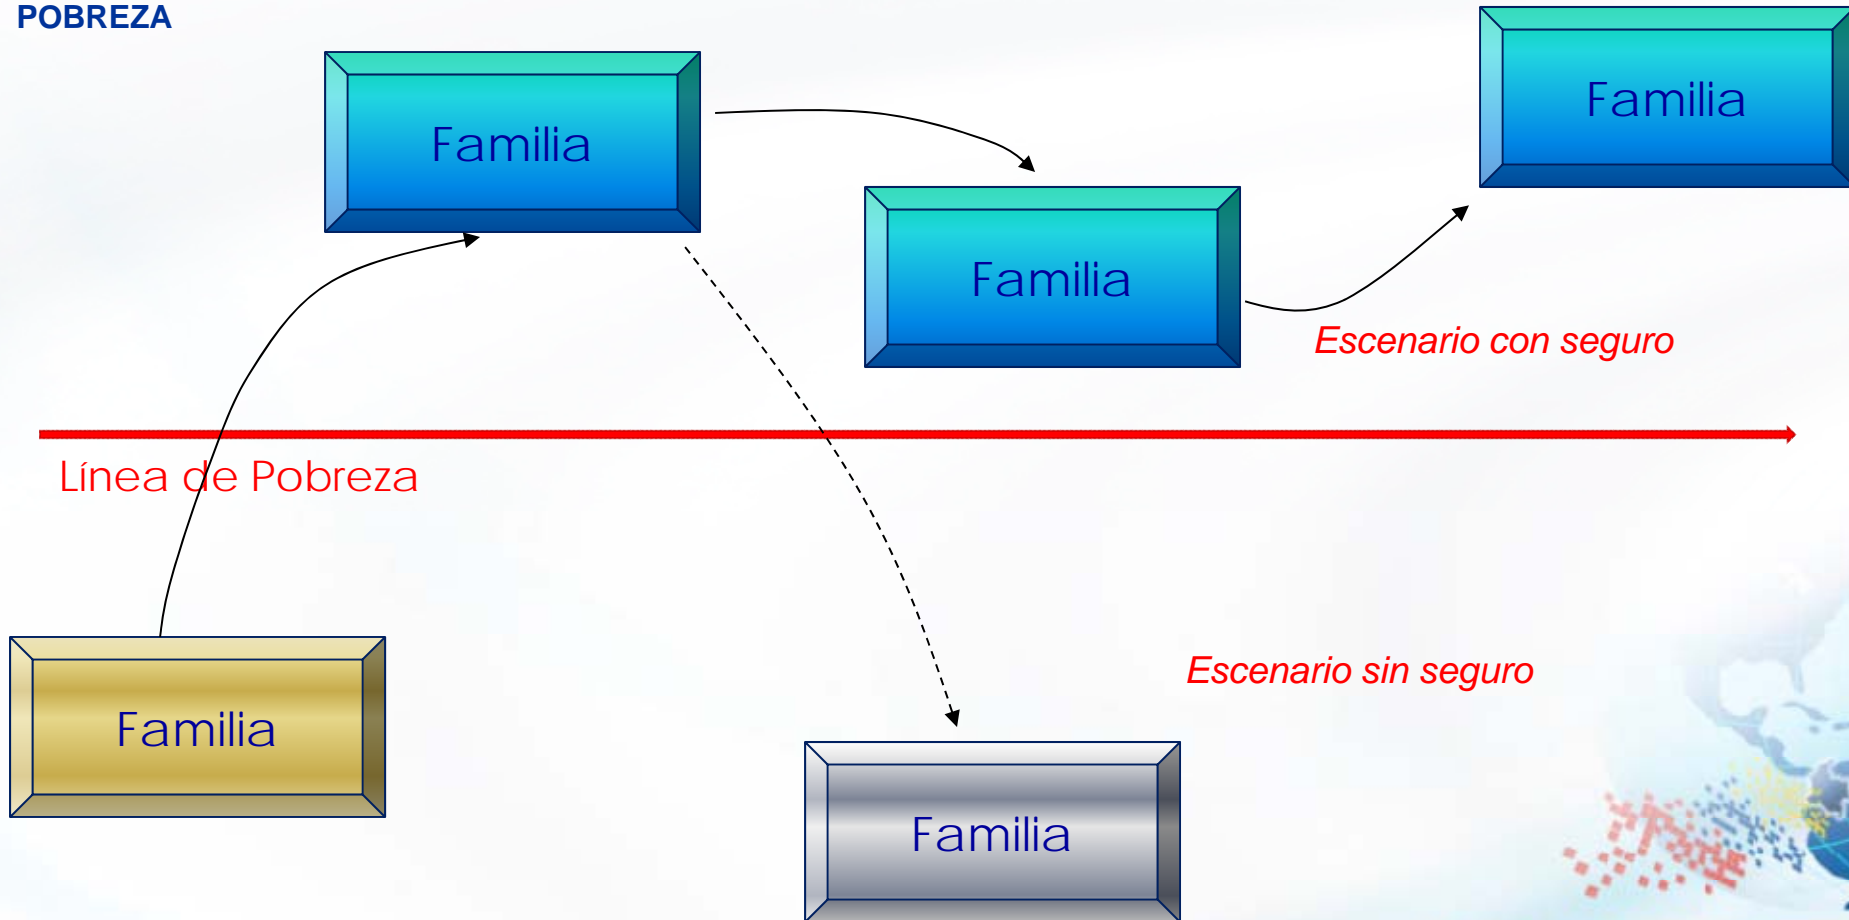 POBREZA
Familia
Familia
Familia
Escenario con seguro
Línea de Pobreza
Escenario sin seguro
Familia
Familia